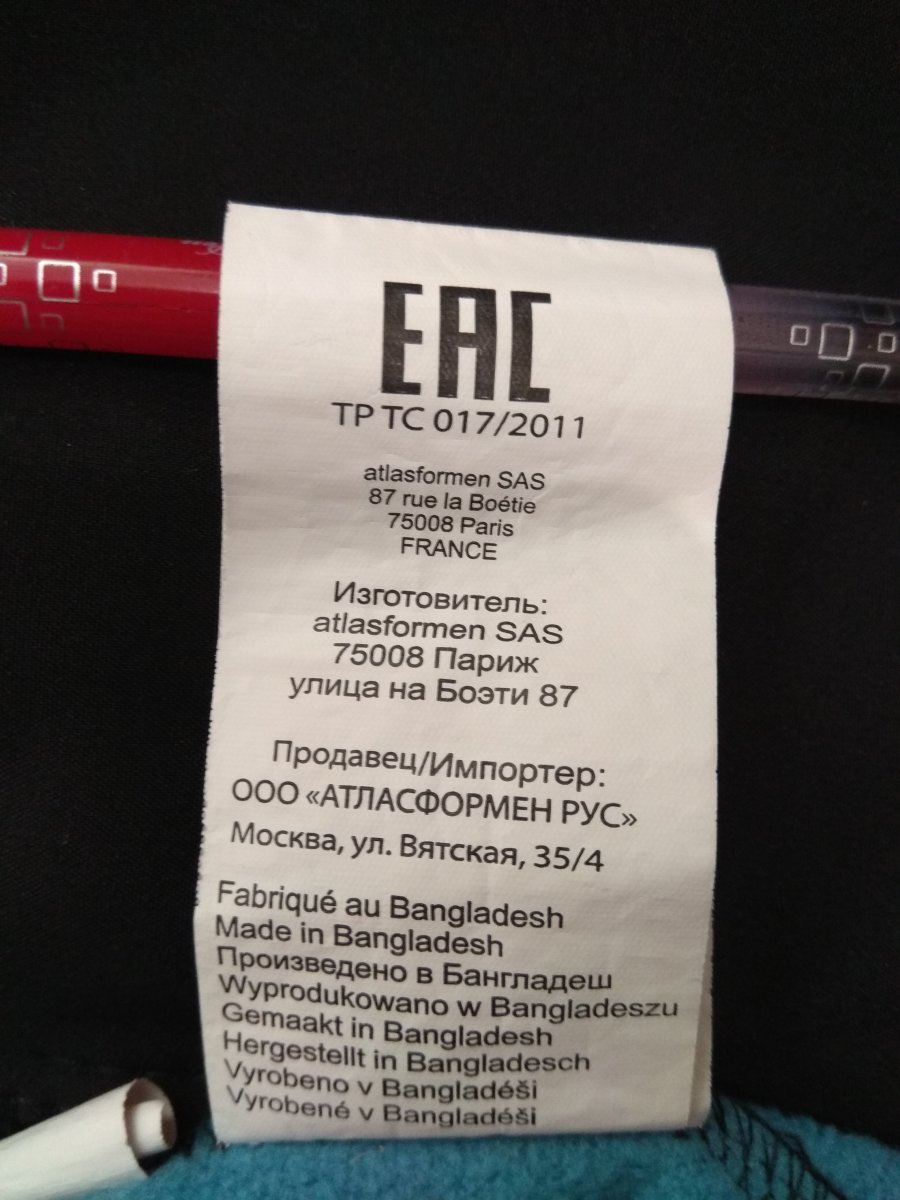 EAC
ТР ТС 017/2011
atlasformen SAS
87 rue la Boétie
75008 Paris
FRANCE
Изготовитель:
atlasformen SAS
75008 Париж
улица на Боэти 87
Продавец/Импортер:
ООО «АТЛАСФОРМЕН РУС»
Москва, ул. Вятская, 35/4
Fabriqué au Bangladesh
Made in Bangladesh
Произведено в Бангладеш
Wyprodukowano w Bangladeszu
Gemaakt in Bangladesh
Hergestellt in Bangladesch
Vyrobeno v Bangladéši
Vyrobené v Bangladéši